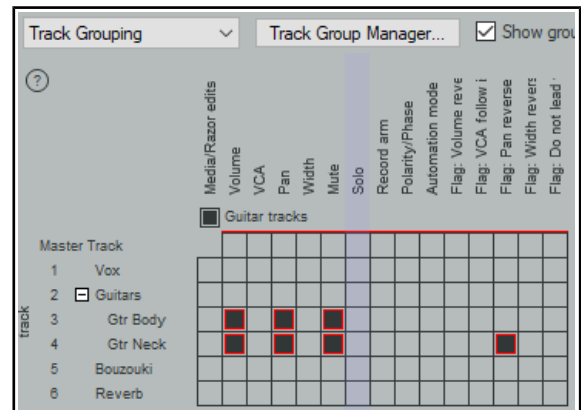 Track Grouping
Track Group Manager...
Show grou
?
Media/Razor edits
Volume
VCA
Pan
Width
Mute
Solo
Record arm
Polarity/Phase
Automation mode
Flag: Volume reve
Flag: VCA follow i
Flag: Pan reverse
Flag: Width revers
Flag: Do not lead
Guitar tracks
Master Track
track
1 Vox
2 Guitars
3 Gtr Body
4 Gtr Neck
5 Bouzouki
6 Reverb